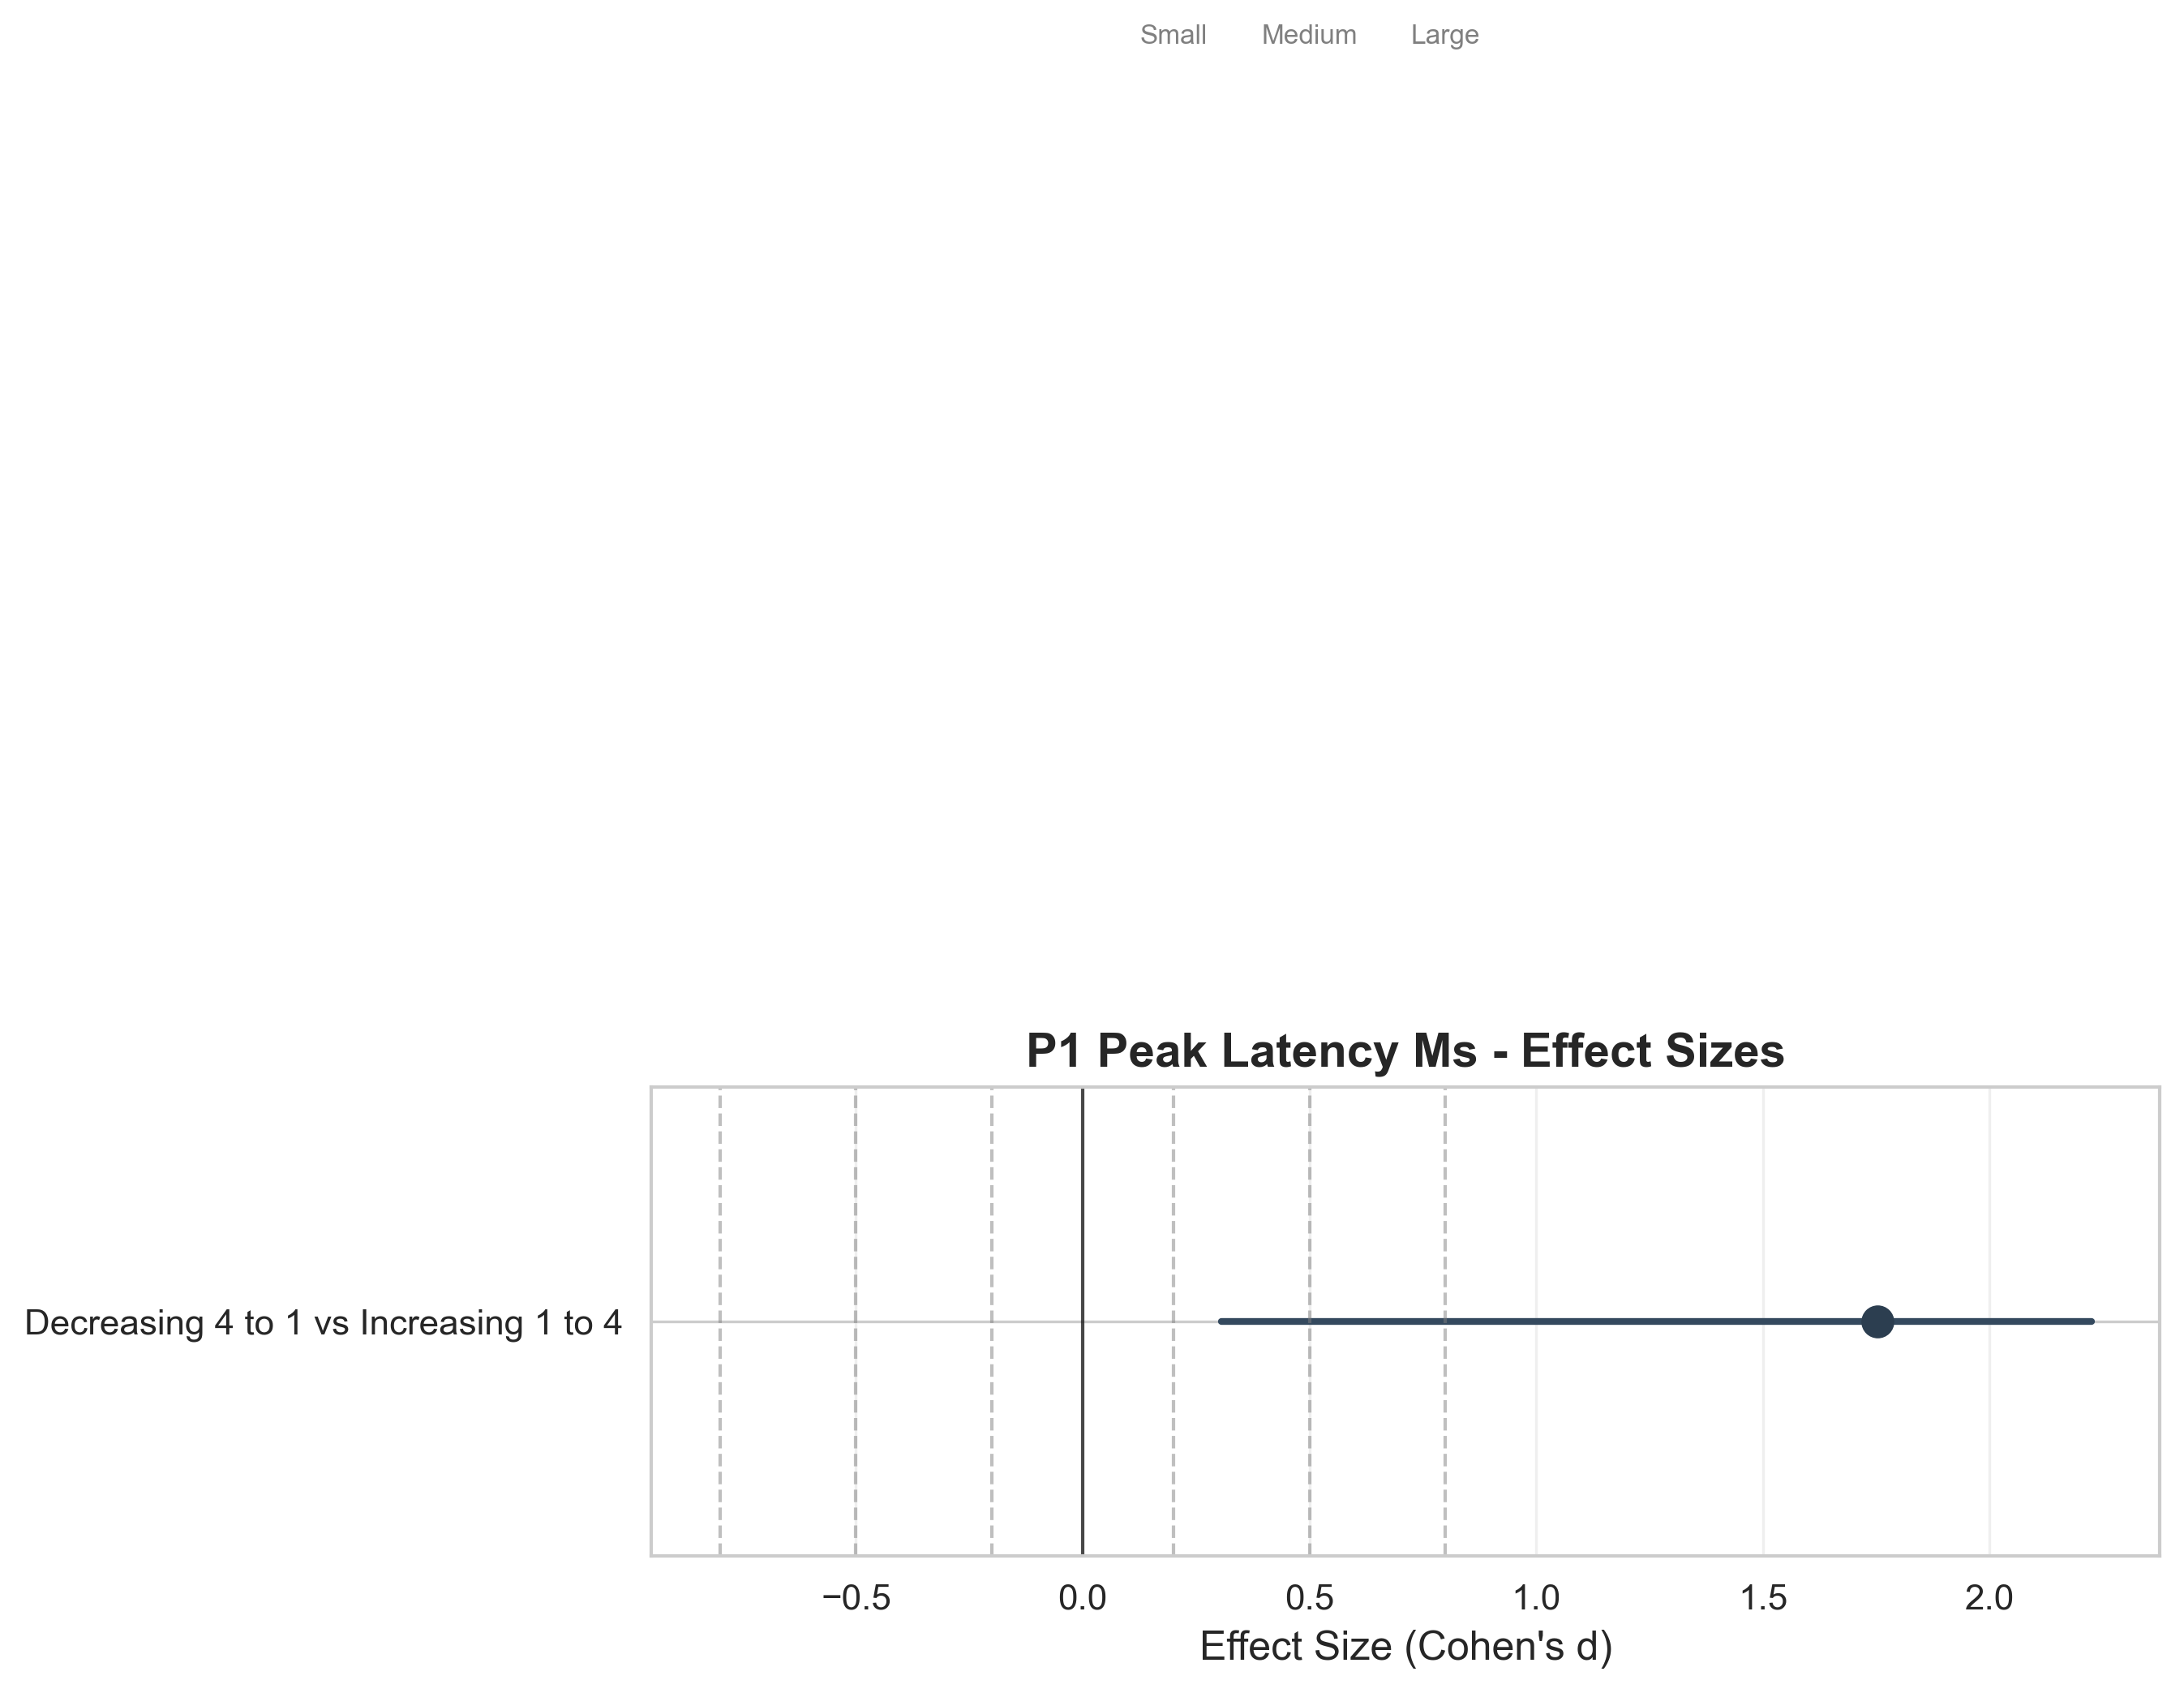 Small Medium Large
P1 Peak Latency Ms - Effect Sizes
Decreasing 4 to 1 vs Increasing 1 to 4
−0.5 0.0 0.5 1.0 1.5 2.0
Effect Size (Cohen's d)